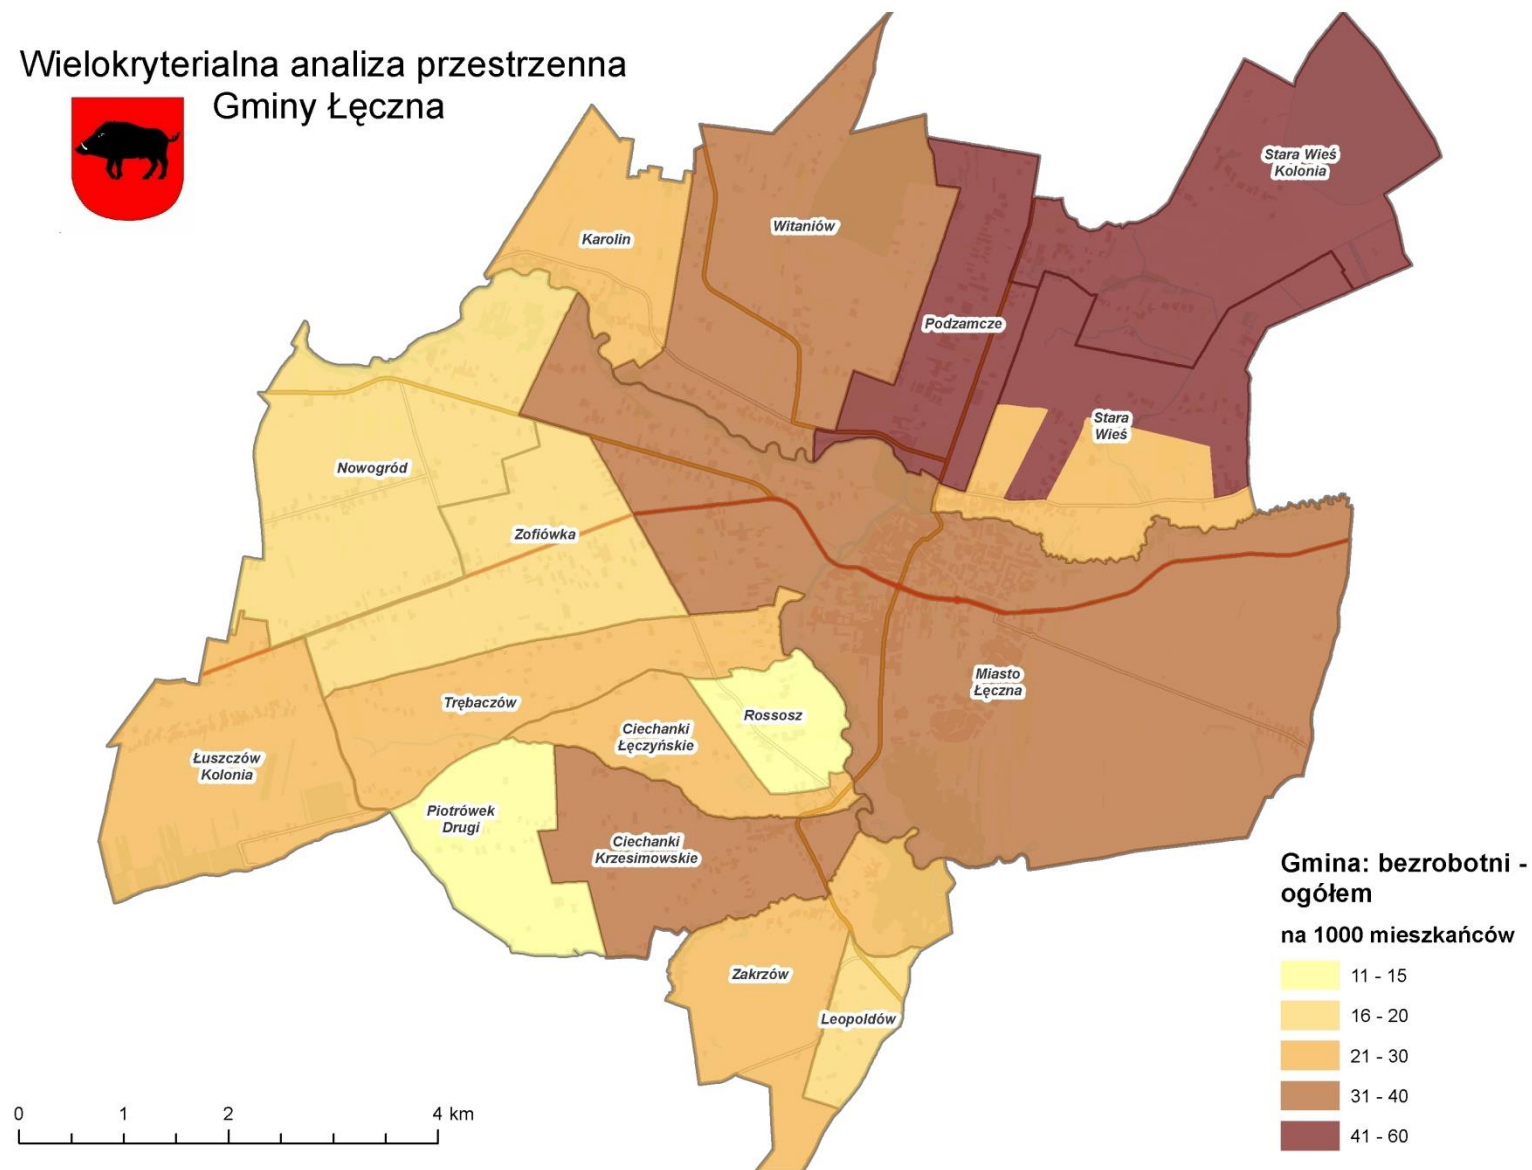 Wielokryterialna analiza przestrzenna
Gminy Łęczna
Stara Wieś
Kolonia
Witaniów
Karolin
Podzamcze
Stara
Wieś
Nowogród
Zofiówka
Miasto
Łęczna
Trębaczów
Rossosz
Ciechanki
Łęczyńskie
Łuszczów
Kolonia
Piotrówek
Drugi
Ciechanki
Krzesimowskie
Zakrzów
Leopoldów
Gmina: bezrobotni -
ogółem
na 1000 mieszkańców
11 - 15
16 - 20
21 - 30
31 - 40
41 - 60
0 1 2 4 km